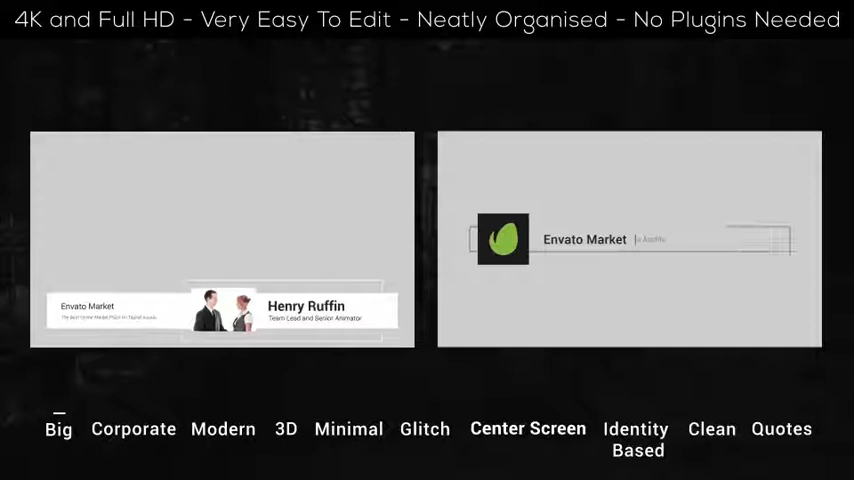 4K and Full HD - Very Easy To Edit - Neatly Organised - No Plugins Needed
Envato Market
Henry Ruffin
Team Lead and Senior Animator
Envato Market
Big
Corporate
Modern
3D
Minimal
Glitch
Center Screen
Identity
Based
Clean
Quotes